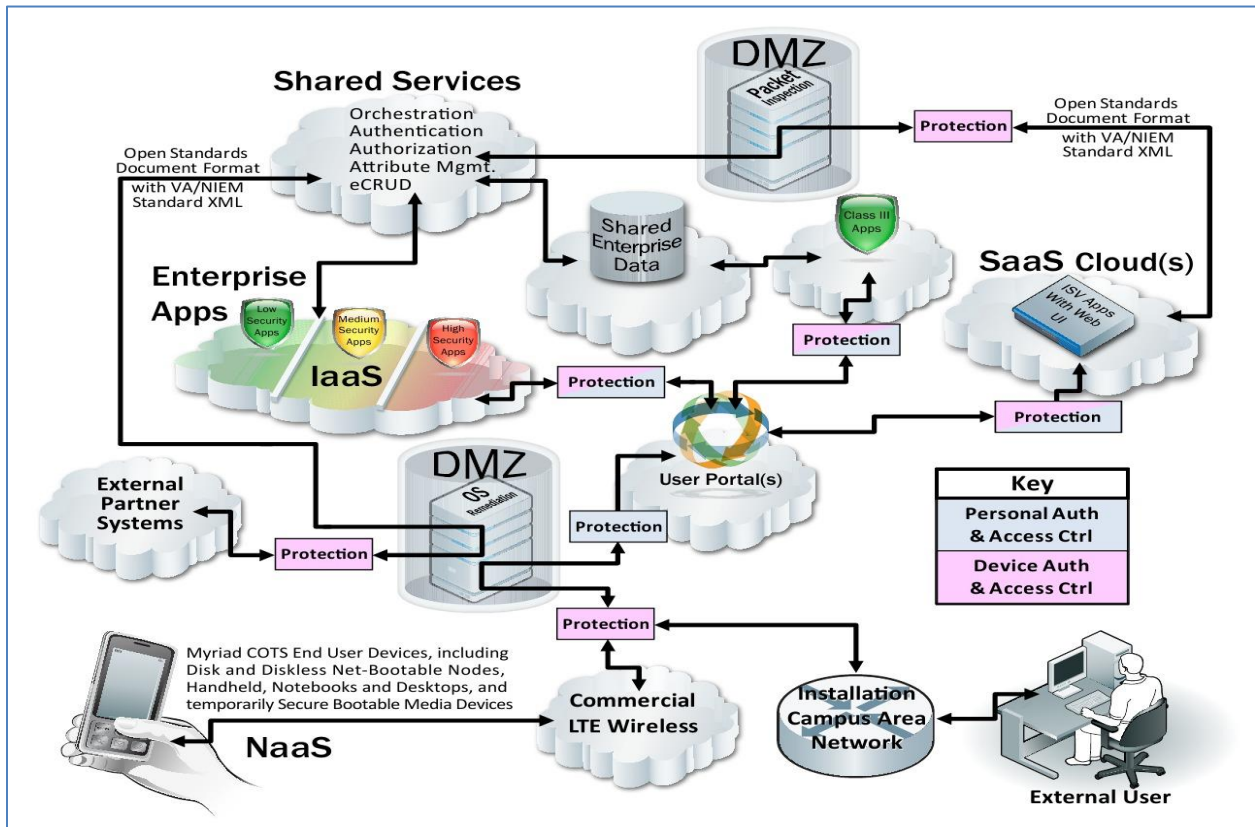 DMZ
Packet
Inspection
Shared Services
Orchestration
Authentication
Authorization
Attribute Mgmt.
eCRUD
Protection
Open Standards
Document Format
with VA/NIEM
Standard XML
Open Standards
Document Format
with VA/NIEM
Standard XML
Shared
Enterprise
Data
Class III
Apps
SaaS Cloud(s)
ISV Apps
With Web
UI
Enterprise
Apps
Low
Security
Apps
Medium
Security
Apps
High
Security
Apps
IaaS
Protection
Protection
Protection
User Portal(s)
DMZ
OS
Remediation
External
Partner
Systems
Protection
Protection
Key
Personal Auth
& Access Ctrl
Device Auth
& Access Ctrl
Protection
Myriad COTS End User Devices, including
Disk and Diskless Net-Bootable Nodes,
Handheld, Notebooks and Desktops, and
temporarily Secure Bootable Media Devices
NaaS
Commercial
LTE Wireless
Installation
Campus Area
Network
External User